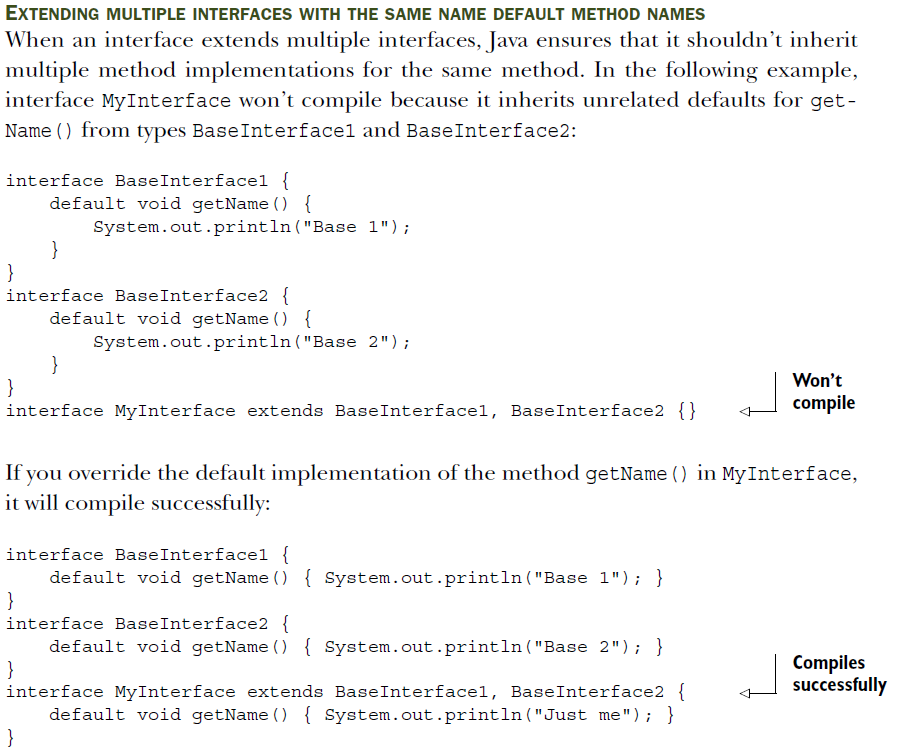 EXTENDING MULTIPLE INTERFACES WITH THE SAME NAME DEFAULT METHOD NAMES
When an interface extends multiple interfaces, Java ensures that it shouldn't inherit
multiple method implementations for the same method. In the following example,
interface MyInterface won't compile because it inherits unrelated defaults for get-
Name() from types BaseInterface1 and BaseInterface2:
interface BaseInterface1 {
    default void getName() {
        System.out.println("Base 1");
    }
}
interface BaseInterface2 {
    default void getName() {
        System.out.println("Base 2");
    }
}
interface MyInterface extends BaseInterface1, BaseInterface2 {}
Won't
compile
If you override the default implementation of the method getName() in MyInterface,
it will compile successfully:
interface BaseInterface1 {
    default void getName() { System.out.println("Base 1"); }
}
interface BaseInterface2 {
    default void getName() { System.out.println("Base 2"); }
}
interface MyInterface extends BaseInterface1, BaseInterface2 {
    default void getName() { System.out.println("Just me"); }
}
Compiles
successfully